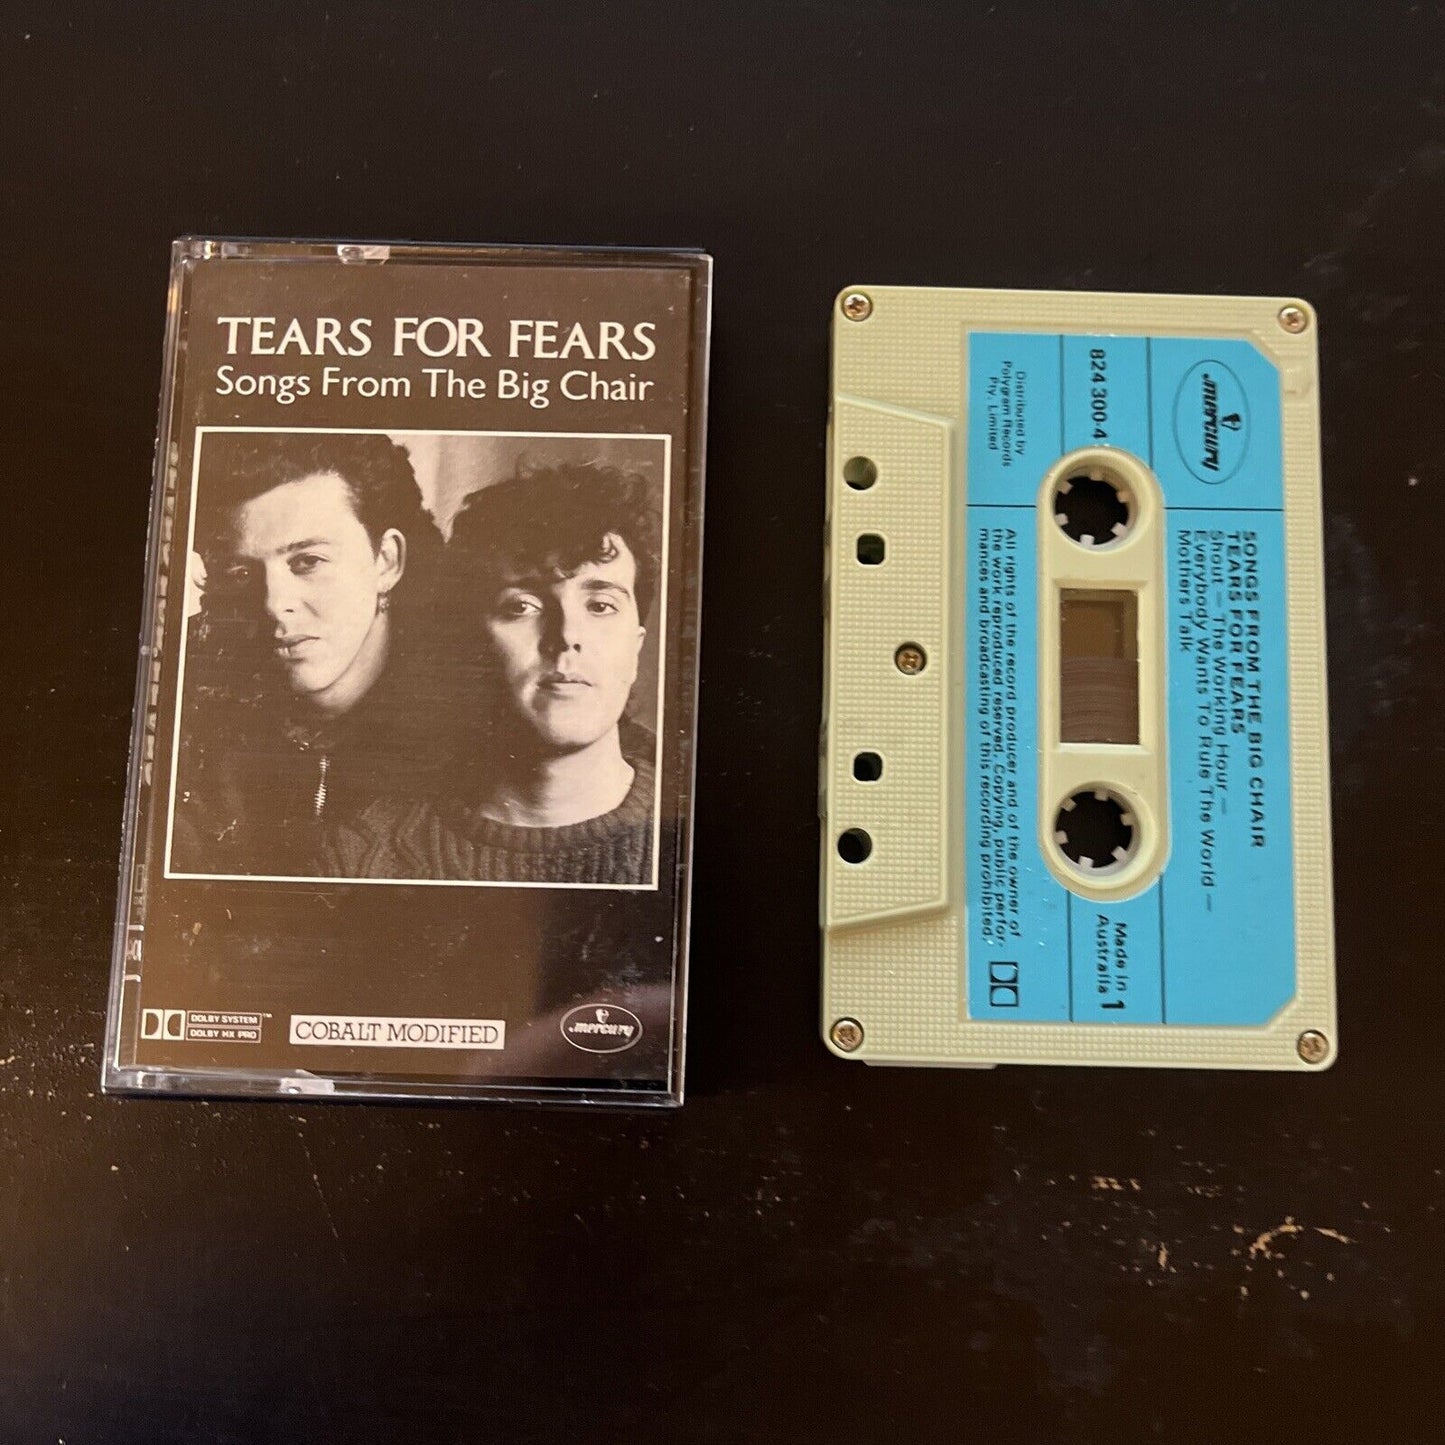 TEARS FOR FEARS
Songs From The Big Chair
DOLBY SYSTEM™
DOLBY HX PRO
COBALT MODIFIED
mercury
mercury
824 300-4
Distributed by
Polygram Records
Pty. Limited
SONGS FROM THE BIG CHAIR
TEARS FOR FEARS
Shout — The Working Hour —
Everybody Wants To Rule The World —
Mothers Talk
Made in
Australia 1
All rights of the record producer and of the owner of
the work reproduced reserved. Copying, public perfor-
mances and broadcasting of this recording prohibited.